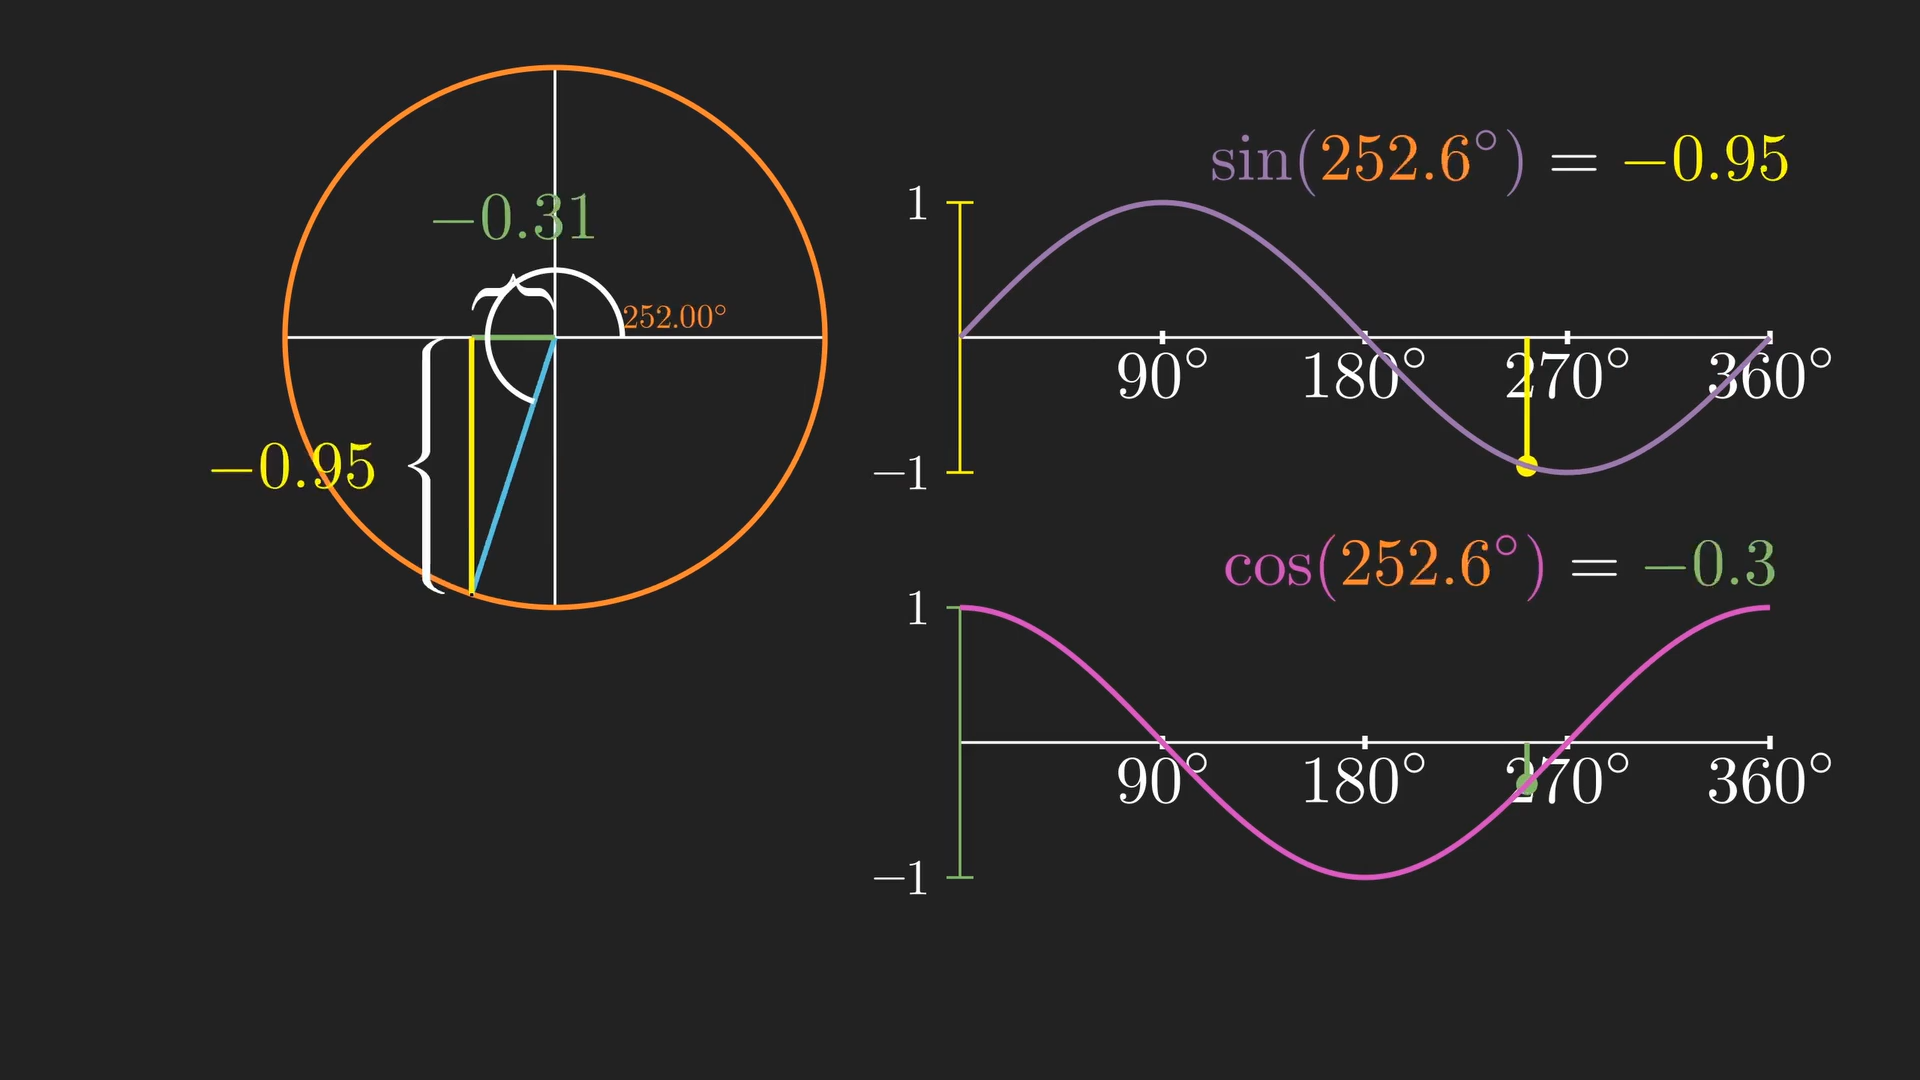 −0.31
252.00°
−0.95
sin(252.6°) = −0.95
1
90° 180° 270° 360°
−1
cos(252.6°) = −0.3
1
90° 180° 270° 360°
−1